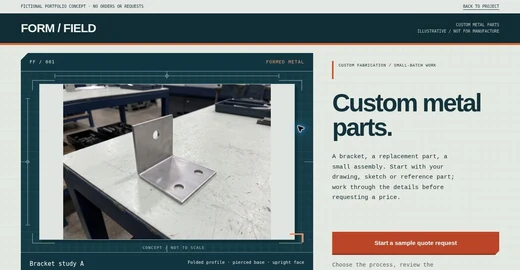 FICTIONAL PORTFOLIO CONCEPT · NO ORDERS OR REQUESTS
BACK TO PROJECT
FORM / FIELD
CUSTOM METAL PARTS
ILLUSTRATIVE / NOT FOR MANUFACTURE
FF / 001
FORMED METAL
CONCEPT / NOT TO SCALE
Bracket study A
Folded profile · pierced base · upright face
CUSTOM FABRICATION / SMALL-BATCH WORK
Custom metal
parts.
A bracket, a replacement part, a
small assembly. Start with your
drawing, sketch or reference part;
work through the details before
requesting a price.
Start a sample quote request
Choose the process, review the